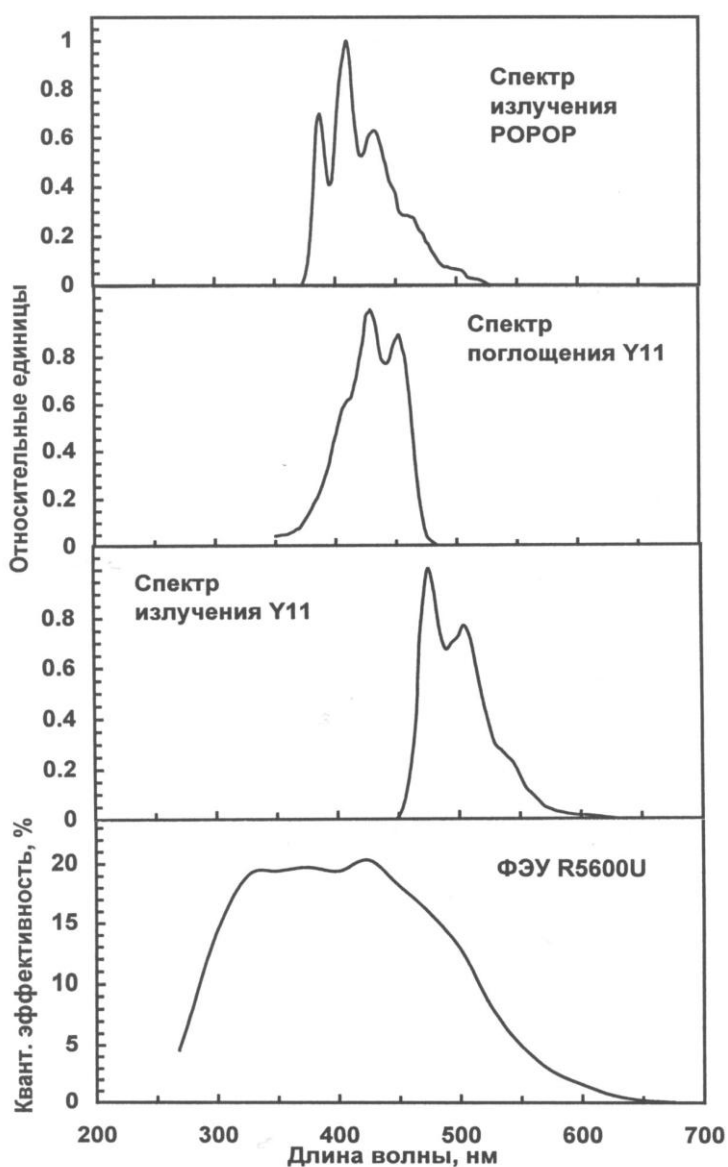 1
0.8
0.6
0.4
0.2
0
Спектр
излучения
POPOP
0.8
0.6
0.4
0.2
0
Спектр
поглощения Y11
Относительные единицы
Спектр
излучения Y11
0.8
0.6
0.4
0.2
0
20
15
10
5
0
ФЭУ R5600U
Квант. эффективность, %
200 300 400 500 600 700
Длина волны, нм